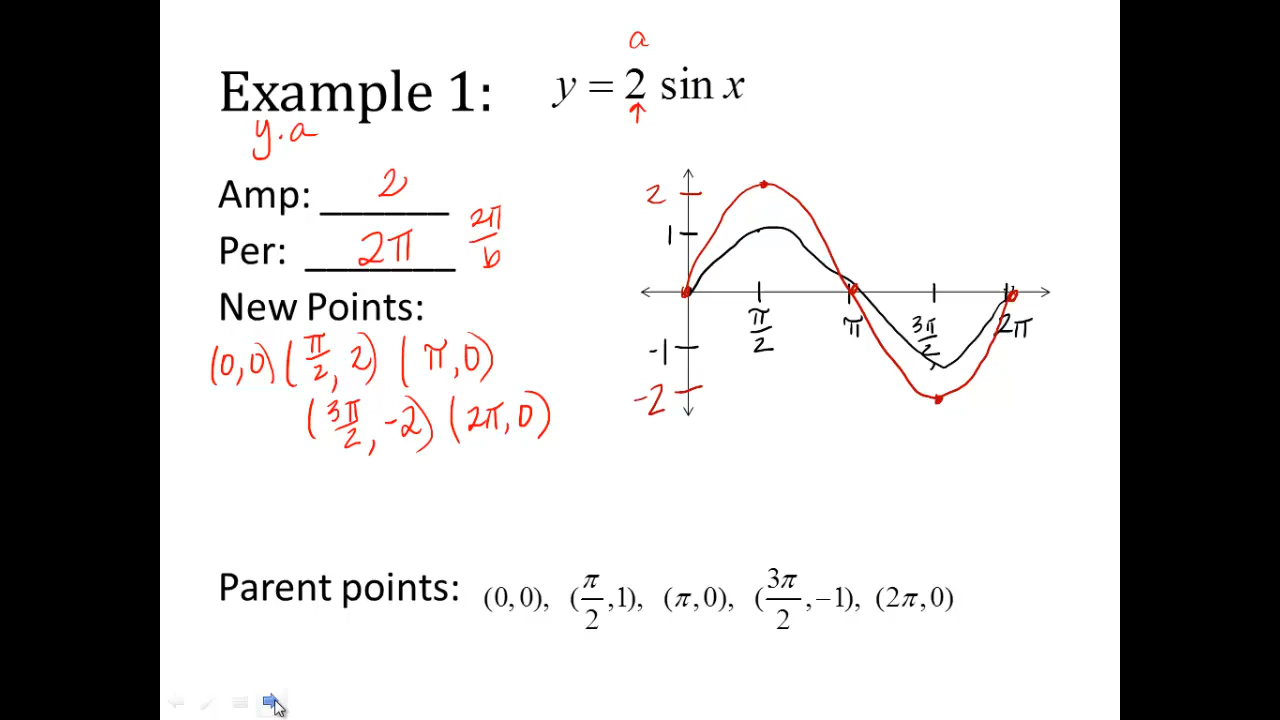 a
Example 1: y = 2 sin x
↑
y·a
Amp: 2
Per: 2π 2π/b
New Points:
(0,0) (π/2, 2) (π,0)
(3π/2, -2) (2π,0)
2
1
π/2 π 3π/2 2π
-1
-2
Parent points: (0,0), (π/2,1), (π,0), (3π/2,−1), (2π,0)